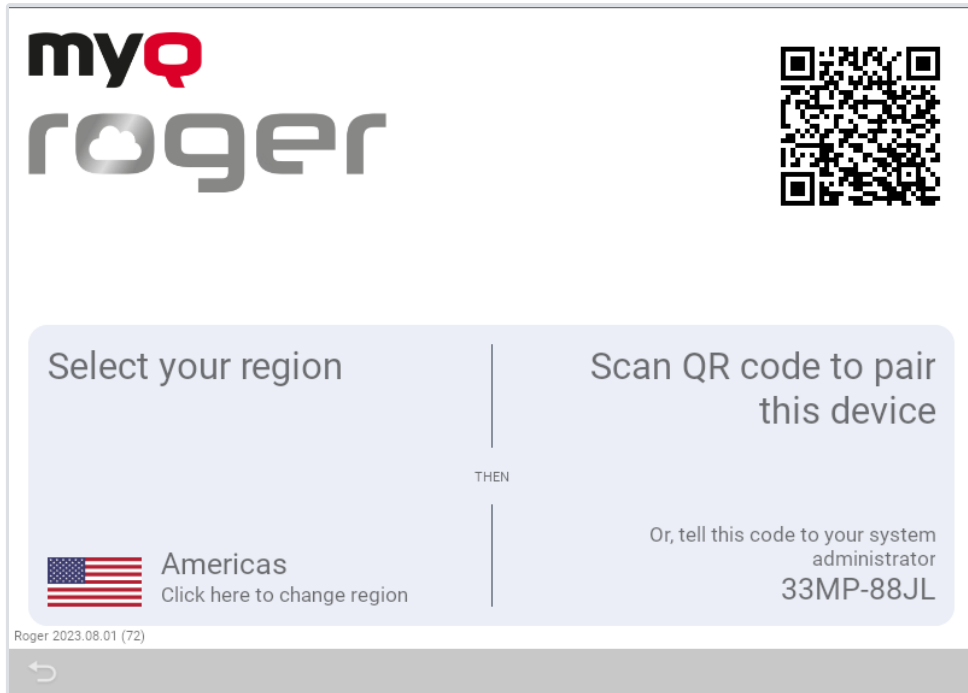 myQ
roger
Select your region
Scan QR code to pair
this device
THEN
Americas
Click here to change region
Or, tell this code to your system
administrator
33MP-88JL
Roger 2023.08.01 (72)